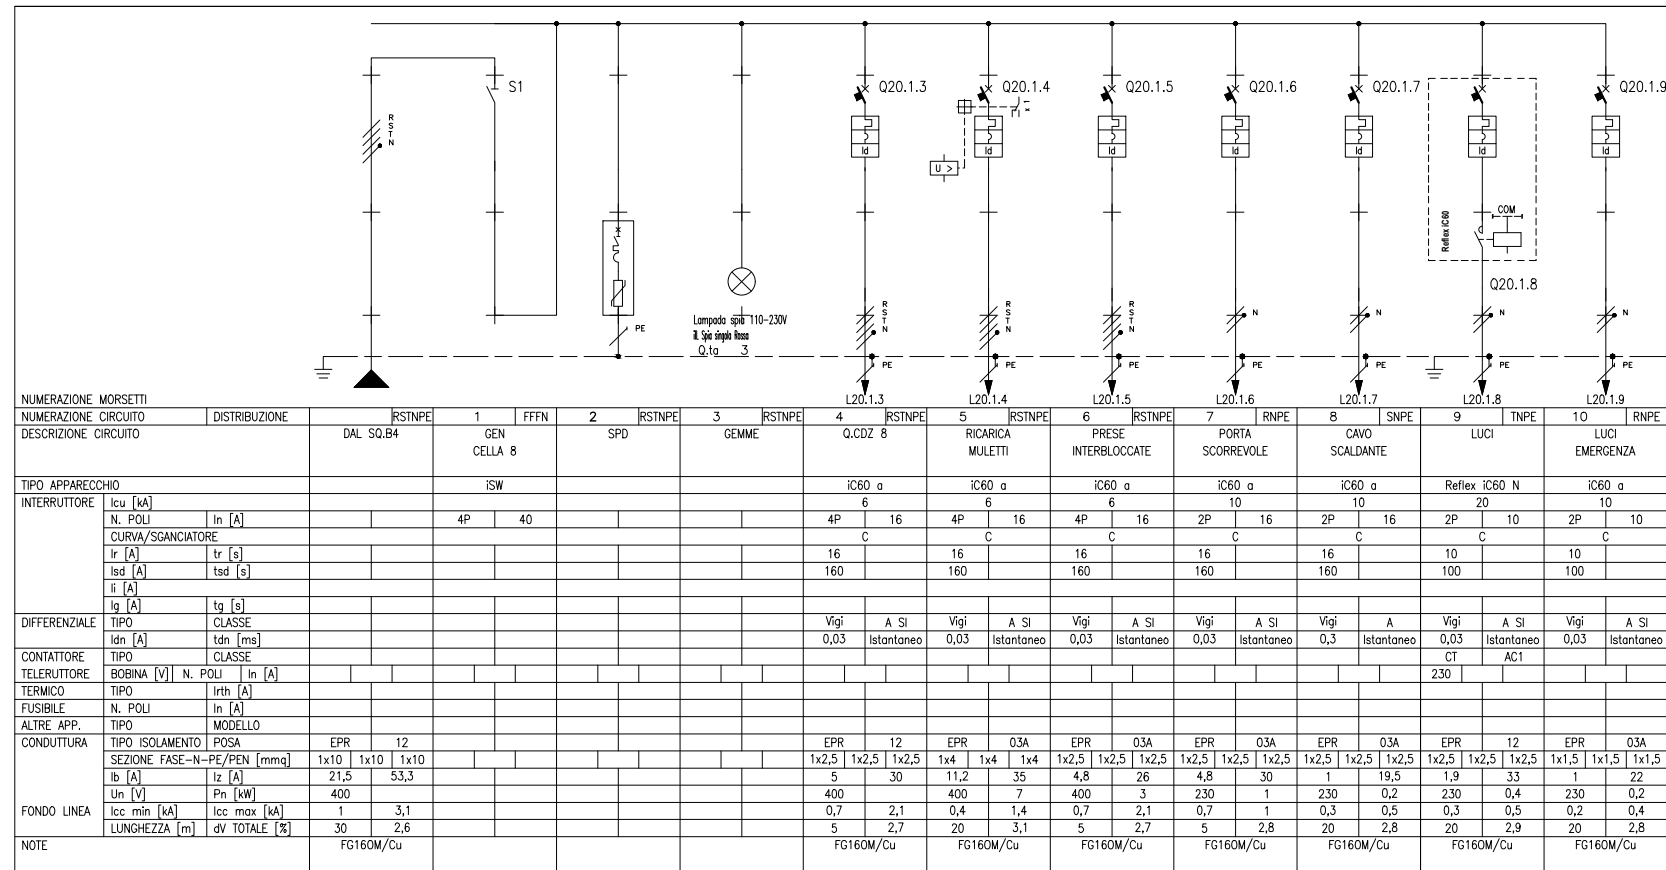 S1
Q20.1.3
Q20.1.4
Q20.1.5
Q20.1.6
Q20.1.7
Q20.1.9
R
S
T
N
Id
Id
Id
Id
Id
Id
Id
U >
COM
Reflex iC60
Q20.1.8
Lampada spia 110-230V
ill. Spia singola Rossa
Q.ta 3
PE
R
S
T
N
R
S
T
N
R
S
T
N
N
N
N
N
PE
PE
PE
PE
PE
PE
PE
NUMERAZIONE MORSETTI L20.1.3 L20.1.4 L20.1.5 L20.1.6 L20.1.7 L20.1.8 L20.1.9
NUMERAZIONE CIRCUITO DISTRIBUZIONE RSTNPE 1 FFFN 2 RSTNPE 3 RSTNPE 4 RSTNPE 5 RSTNPE 6 RSTNPE 7 RNPE 8 SNPE 9 TNPE 10 RNPE
DESCRIZIONE CIRCUITO DAL SQ.B4 GEN SPD GEMME Q.CDZ 8 RICARICA PRESE PORTA CAVO LUCI LUCI
CELLA 8 MULETTI INTERBLOCCATE SCORREVOLE SCALDANTE EMERGENZA
TIPO APPARECCHIO iSW iC60 a iC60 a iC60 a iC60 a iC60 a Reflex iC60 N iC60 a
INTERRUTTORE Icu [kA] 6 6 6 10 10 20 10
N. POLI In [A] 4P 40 4P 16 4P 16 4P 16 2P 16 2P 16 2P 10 2P 10
CURVA/SGANCIATORE C C C C C C C
Ir [A] tr [s] 16 16 16 16 16 10 10
Isd [A] tsd [s] 160 160 160 160 160 100 100
Ii [A]
Ig [A] tg [s]
DIFFERENZIALE TIPO CLASSE Vigi A SI Vigi A SI Vigi A SI Vigi A SI Vigi A Vigi A SI Vigi A SI
Idn [A] tdn [ms] 0,03 Istantaneo 0,03 Istantaneo 0,03 Istantaneo 0,03 Istantaneo 0,3 Istantaneo 0,03 Istantaneo 0,03 Istantaneo
CONTATTORE TIPO CLASSE CT AC1
TELERUTTORE BOBINA [V] N. POLI In [A] 230
TERMICO TIPO Irth [A]
FUSIBILE N. POLI In [A]
ALTRE APP. TIPO MODELLO
CONDUTTURA TIPO ISOLAMENTO POSA EPR 12 EPR 12 EPR 03A EPR 03A EPR 03A EPR 03A EPR 12 EPR 03A
SEZIONE FASE-N-PE/PEN [mmq] 1x10 1x10 1x10 1x2,5 1x2,5 1x2,5 1x4 1x4 1x4 1x2,5 1x2,5 1x2,5 1x2,5 1x2,5 1x2,5 1x2,5 1x2,5 1x2,5 1x2,5 1x2,5 1x2,5 1x1,5 1x1,5 1x1,5
Ib [A] Iz [A] 21,5 53,3 5 30 11,2 35 4,8 26 4,8 30 1 19,5 1,9 33 1 22
Un [V] Pn [kW] 400 400 400 7 400 3 230 1 230 0,2 230 0,4 230 0,2
FONDO LINEA Icc min [kA] Icc max [kA] 1 3,1 0,7 2,1 0,4 1,4 0,7 2,1 0,7 1 0,3 0,5 0,3 0,5 0,2 0,4
LUNGHEZZA [m] dV TOTALE [%] 30 2,6 5 2,7 20 3,1 5 2,7 5 2,8 20 2,8 20 2,9 20 2,8
NOTE FG16OM/Cu FG16OM/Cu FG16OM/Cu FG16OM/Cu FG16OM/Cu FG16OM/Cu FG16OM/Cu FG16OM/Cu